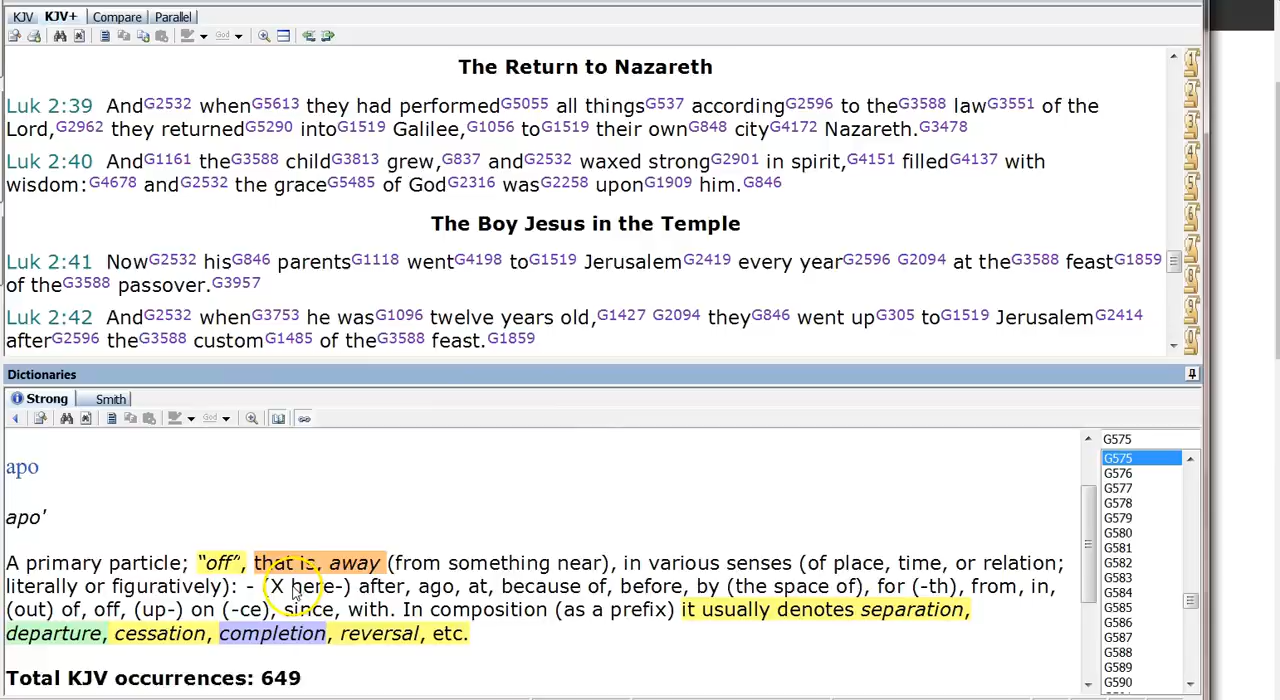 KJV KJV+ Compare Parallel
The Return to Nazareth
Luk 2:39 AndG2532 whenG5613 they had performedG5055 all thingsG537 accordingG2596 to theG3588 lawG3551 of the
Lord,G2962 they returnedG5290 intoG1519 Galilee,G1056 toG1519 their ownG848 cityG4172 Nazareth.G3478
Luk 2:40 AndG1161 theG3588 childG3813 grew,G837 andG2532 waxed strongG2901 in spirit,G4151 filledG4137 with
wisdom:G4678 andG2532 the graceG5485 of GodG2316 wasG2258 uponG1909 him.G846
The Boy Jesus in the Temple
Luk 2:41 NowG2532 hisG846 parentsG1118 wentG4198 toG1519 JerusalemG2419 every yearG2596 G2094 at theG3588 feastG1859
of theG3588 passover.G3957
Luk 2:42 AndG2532 whenG3753 he wasG1096 twelve years old,G1427 G2094 theyG846 went upG305 toG1519 JerusalemG2414
afterG2596 theG3588 customG1485 of theG3588 feast.G1859
Dictionaries
Strong Smith
G575
apo
apo'
A primary particle; "off", that is, away (from something near), in various senses (of place, time, or relation;
literally or figuratively): - (X here-) after, ago, at, because of, before, by (the space of), for (-th), from, in,
(out) of, off, (up-) on (-ce), since, with. In composition (as a prefix) it usually denotes separation,
departure, cessation, completion, reversal, etc.
Total KJV occurrences: 649
G575
G576
G577
G578
G579
G580
G581
G582
G583
G584
G585
G586
G587
G588
G589
G590